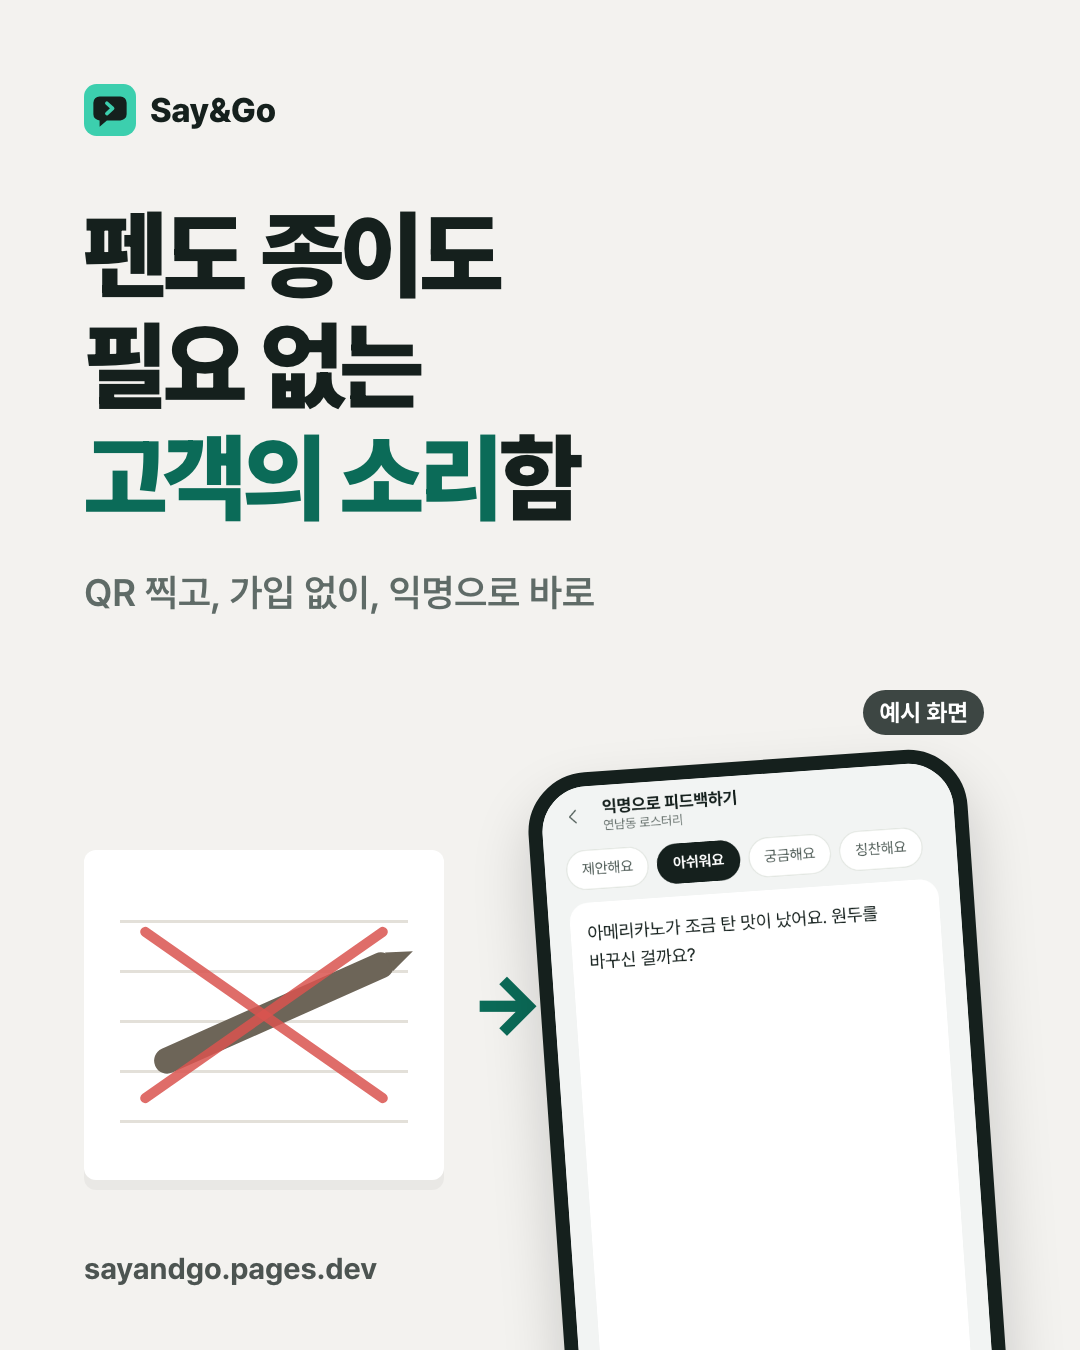 Say&Go
펜도 종이도
필요 없는
고객의 소리함
QR 찍고, 가입 없이, 익명으로 바로
예시 화면
익명으로 피드백하기
연남동 로스터리
제안해요 아쉬워요 궁금해요 칭찬해요
아메리카노가 조금 탄 맛이 났어요. 원두를
바꾸신 걸까요?
sayandgo.pages.dev